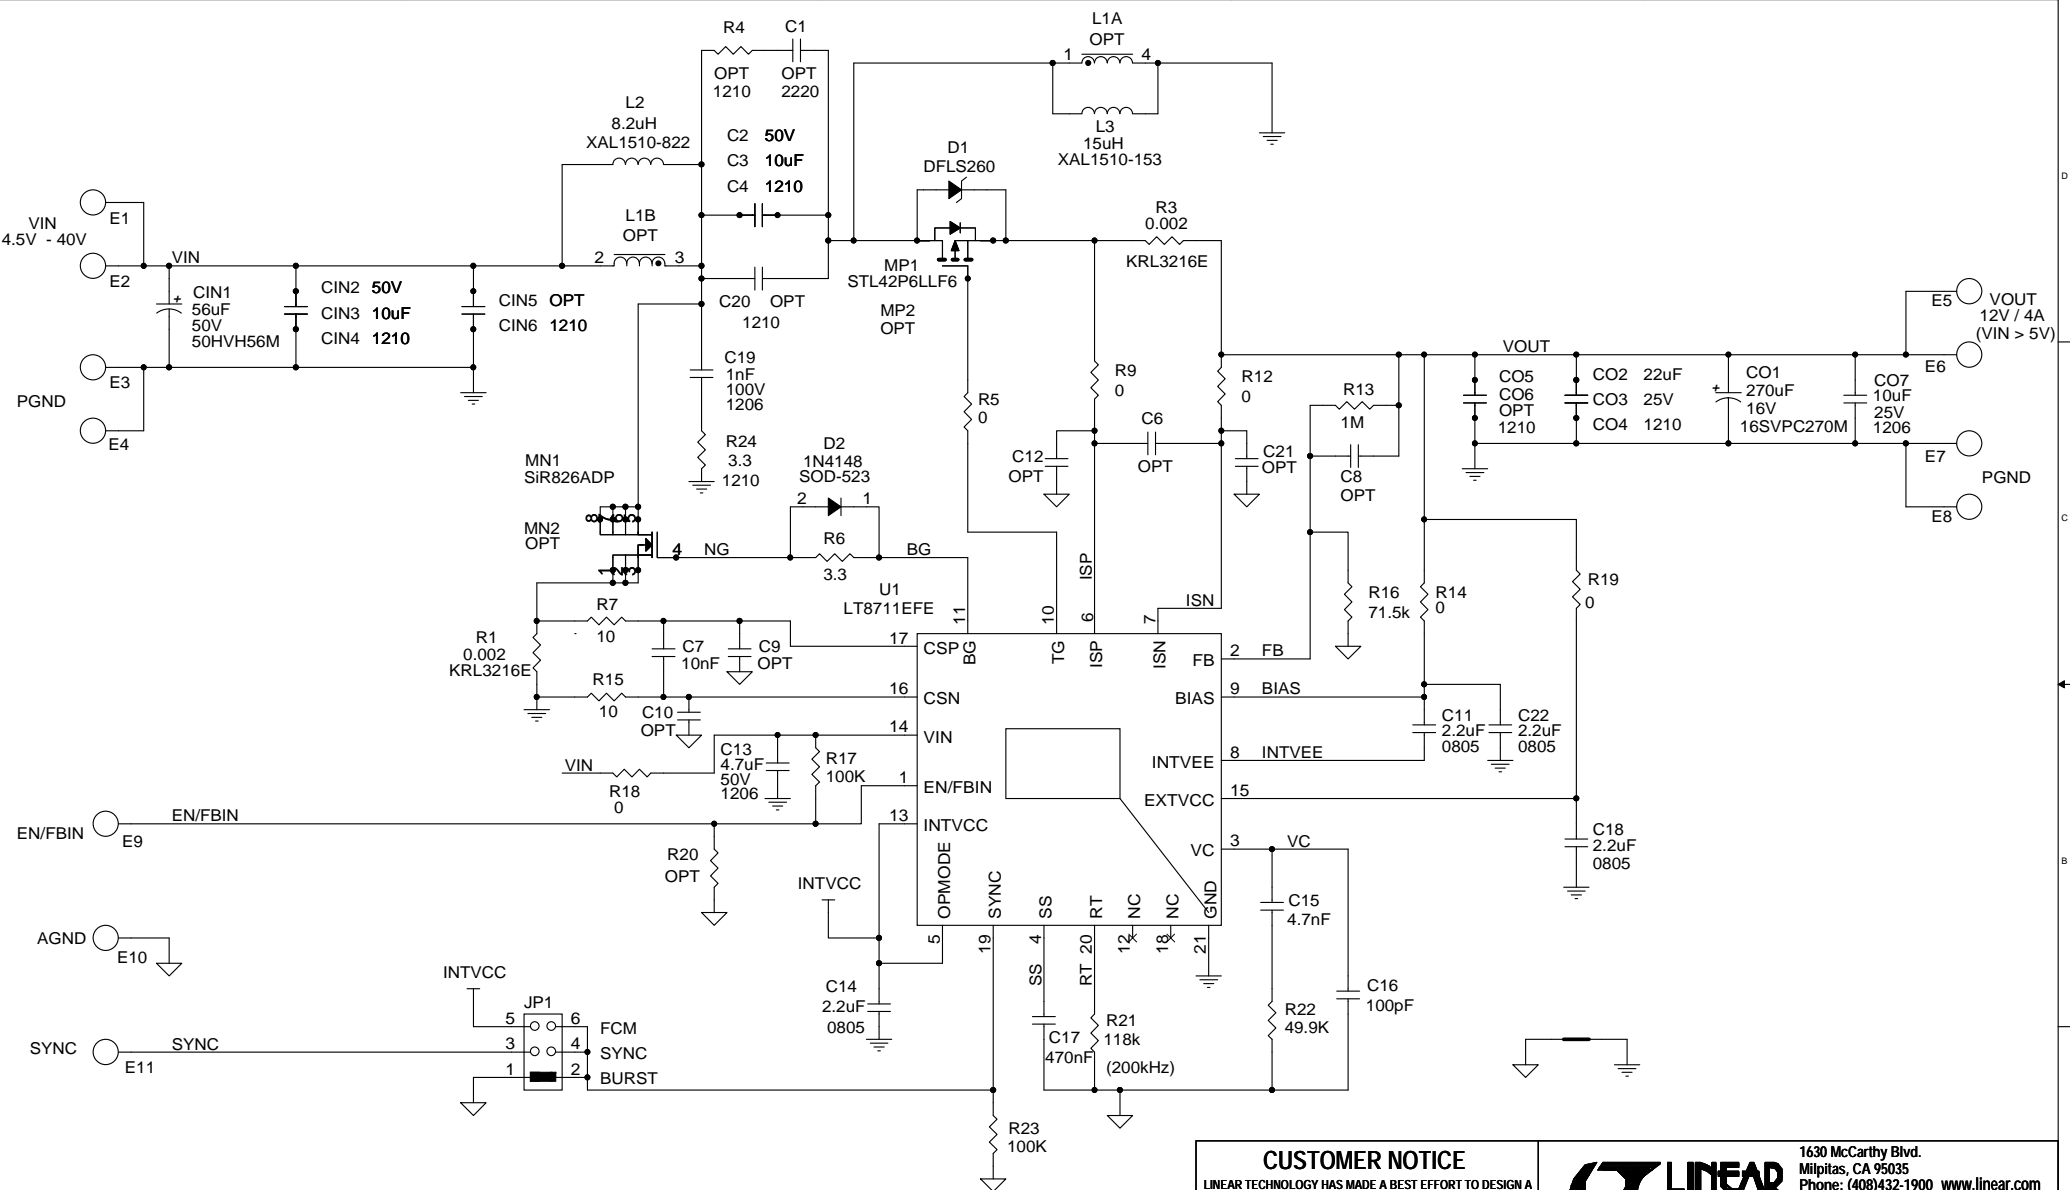 L1A
OPT
1 4
L3
15uH
XAL1510-153
R4
OPT
1210
C1
OPT
2220
L2
8.2uH
XAL1510-822
C2 50V
C3 10uF
C4 1210
D1
DFLS260
D
E1
VIN
4.5V - 40V
E2
VIN
L1B
OPT
2 3
R3
0.002
KRL3216E
MP1
STL42P6LLF6
MP2
OPT
CIN1
+
56uF
50V
50HVH56M
CIN2 50V
CIN3 10uF
CIN4 1210
CIN5 OPT
CIN6 1210
C20 OPT
1210
E5
VOUT
12V / 4A
(VIN > 5V)
E6
VOUT
E3
PGND
E4
C19
1nF
100V
1206
R24
3.3
1210
R5
0
R9
0
R12
0
C6
OPT
C12
OPT
C21
OPT
R13
1M
C8
OPT
CO5
CO6
OPT
1210
CO2 22uF
CO3 25V
CO4 1210
CO1
+
270uF
16V
16SVPC270M
CO7
10uF
25V
1206
E7
PGND
E8
C
MN1
SiR826ADP
MN2
OPT
8
1
2
3
4
NG
D2
1N4148
SOD-523
2 1
R6
3.3
BG
U1
LT8711EFE
ISP
ISN
R16
71.5k
R14
0
R19
0
11 10 6 7
R7
10
R1
0.002
KRL3216E
C7
10nF
C9
OPT
R15
10
C10
OPT
17 CSP
BG
TG
ISP
ISN
FB 2 FB
16 CSN
BIAS 9 BIAS
14 VIN
C11
2.2uF
0805
C22
2.2uF
0805
INTVEE 8 INTVEE
VIN
R18
0
C13
4.7uF
50V
1206
R17
100K
1 EN/FBIN
EXTVCC 15
13 INTVCC
EN/FBIN
E9
EN/FBIN
R20
OPT
INTVCC
VC 3 VC
C18
2.2uF
0805
B
OPMODE
SYNC
SS
RT
NC
NC
GND
5 19 4 20 12 18 21
SS
RT
C15
4.7nF
AGND
E10
INTVCC
C14
2.2uF
0805
C16
100pF
R22
49.9K
JP1
5 6 FCM
3 4 SYNC
1 2 BURST
SYNC
E11
SYNC
C17
470nF
R21
118k
(200kHz)
R23
100K
CUSTOMER NOTICE
LINEAR TECHNOLOGY HAS MADE A BEST EFFORT TO DESIGN A
LINEAR
1630 McCarthy Blvd.
Milpitas, CA 95035
Phone: (408)432-1900 www.linear.com